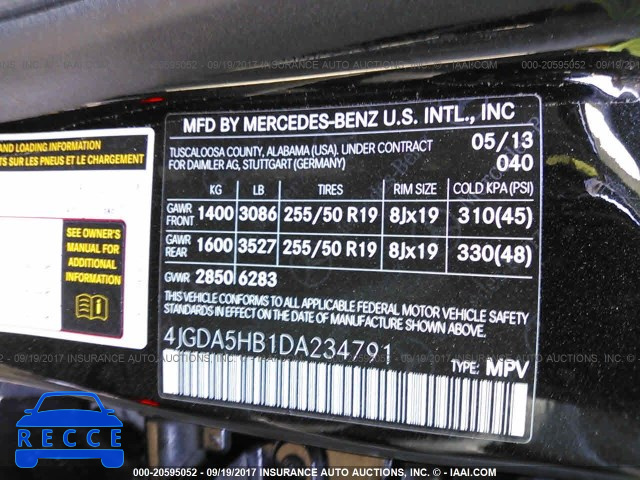 000-20595052 - 09/19/2017 INSURANCE AUTO AUCTIONS, INC. - © - IAAI.COM
MFD BY MERCEDES-BENZ U.S. INTL., INC
TUSCALOOSA COUNTY, ALABAMA (USA), UNDER CONTRACT 05/13
FOR DAIMLER AG, STUTTGART (GERMANY) 040
KG LB TIRES RIM SIZE COLD KPA(PSI)
GAWR FRONT 1400 3086 255/50 R19 8Jx19 310(45)
GAWR REAR 1600 3527 255/50 R19 8Jx19 330(48)
GVWR 2850 6283
THIS VEHICLE CONFORMS TO ALL APPLICABLE FEDERAL MOTOR VEHICLE SAFETY
STANDARDS IN EFFECT ON THE DATE OF MANUFACTURE SHOWN ABOVE.
4JGDA5HB1DA234791
TYPE: MPV
AND LOADING INFORMATION
SUR LES PNEUS ET LE CHARGEMENT
SEE OWNER'S
MANUAL FOR
ADDITIONAL
INFORMATION
RECCE
000-20595052 - 09/19/2017 INSURANCE AUTO AUCTIONS, INC. - © - IAAI.COM